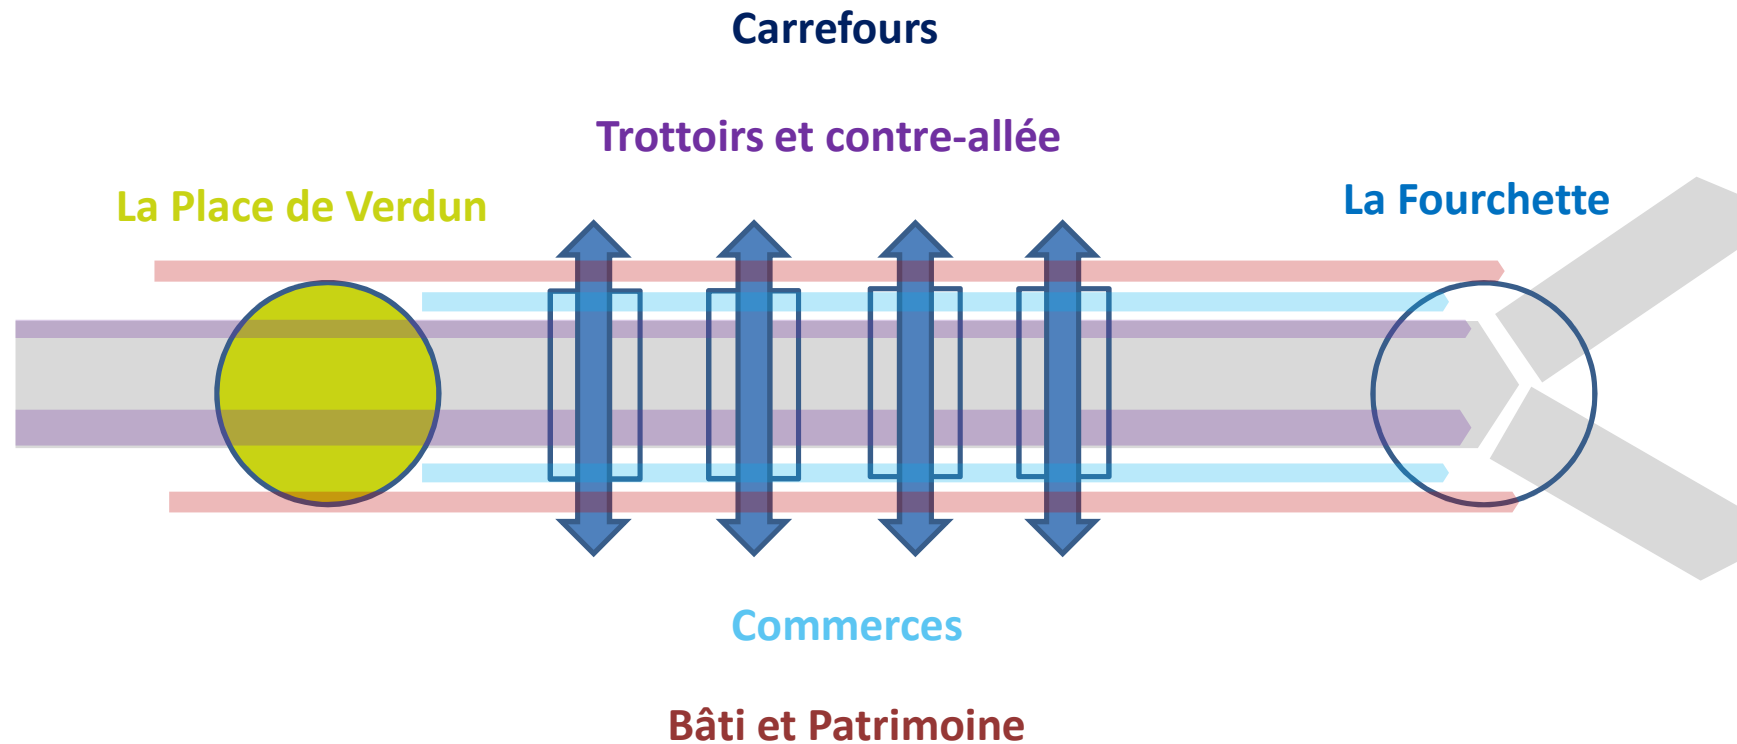 Carrefours
Trottoirs et contre-allée
La Place de Verdun
La Fourchette
Commerces
Bâti et Patrimoine